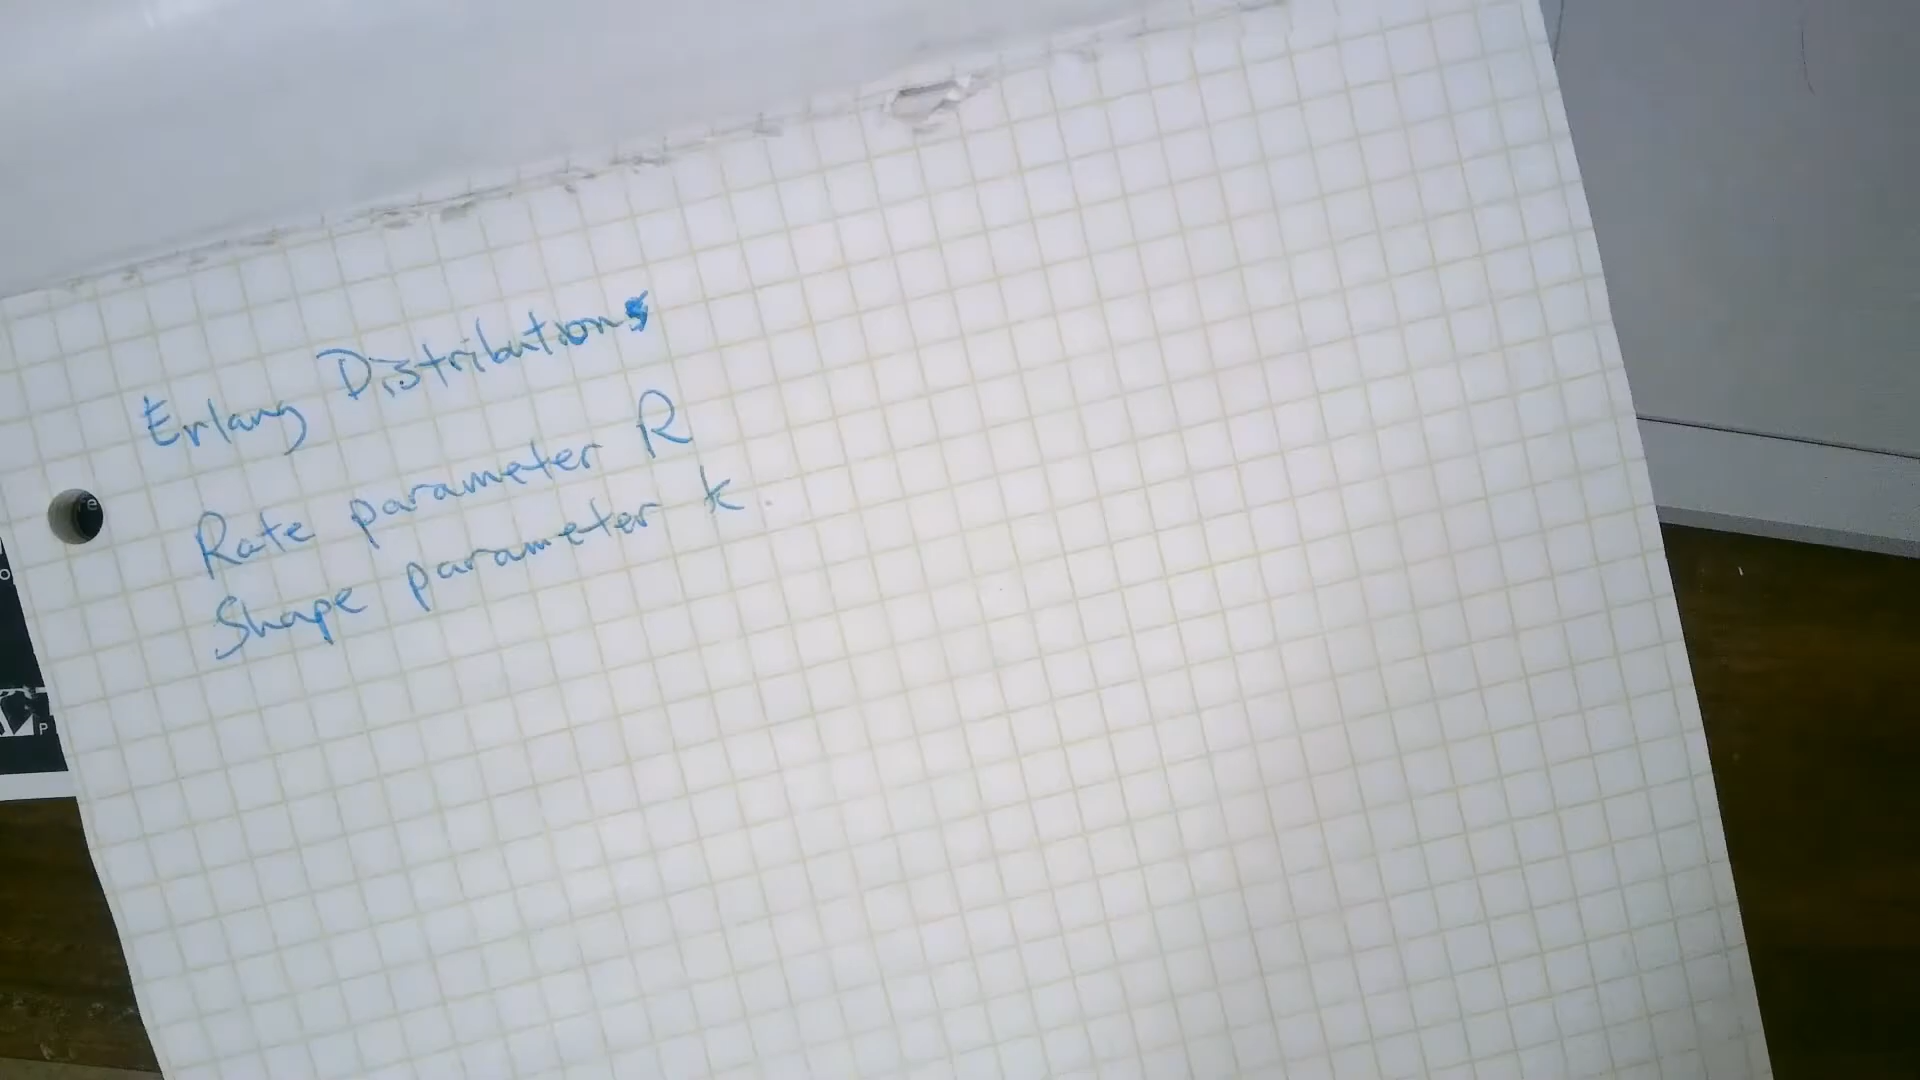 Erlang Distributions
Rate parameter R
Shape parameter k